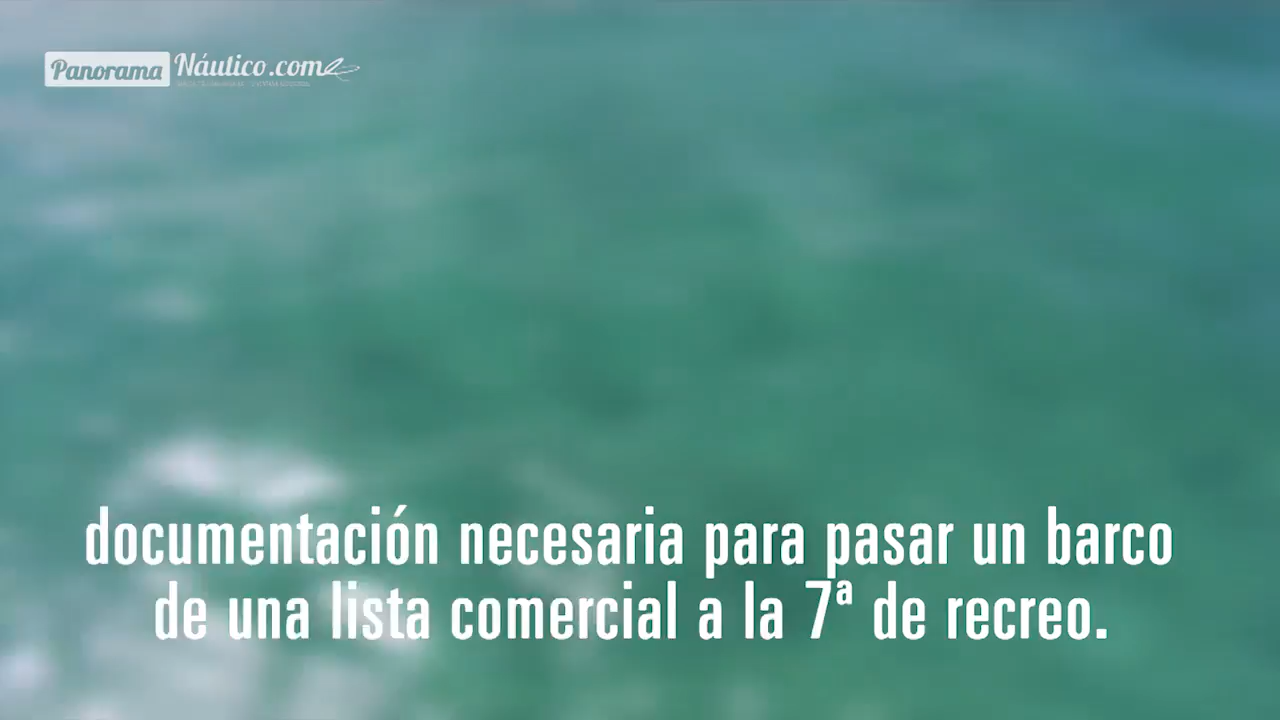 Panorama Náutico.com
documentación necesaria para pasar un barco
de una lista comercial a la 7ª de recreo.